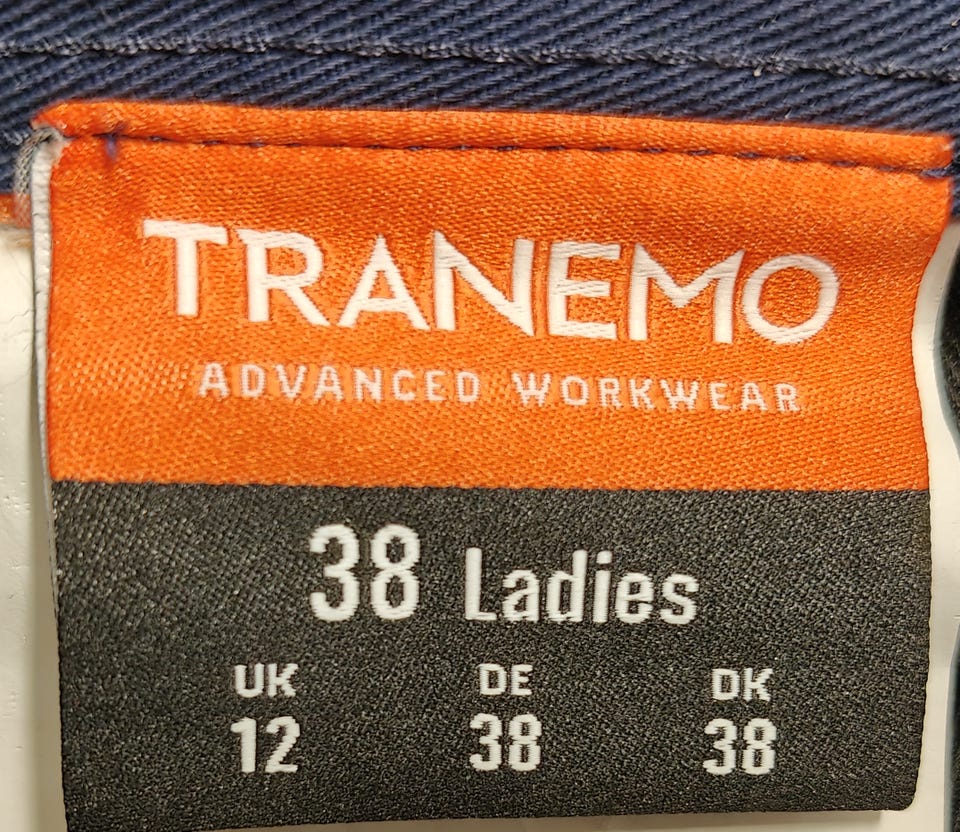 TRANEMO
ADVANCED WORKWEAR
38 Ladies
UK DE DK
12 38 38